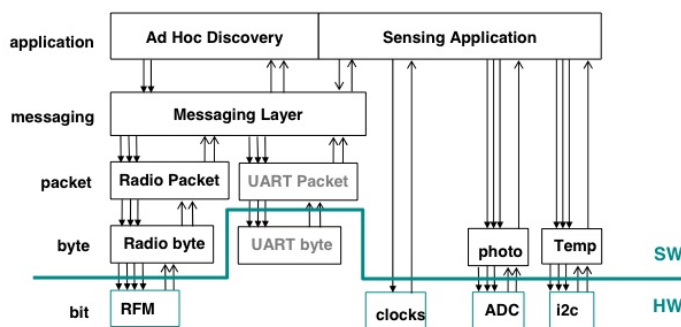 application
Ad Hoc Discovery
Sensing Application
messaging
Messaging Layer
packet
Radio Packet
UART Packet
byte
Radio byte
UART byte
photo
Temp
SW
bit
RFM
clocks
ADC
i2c
HW